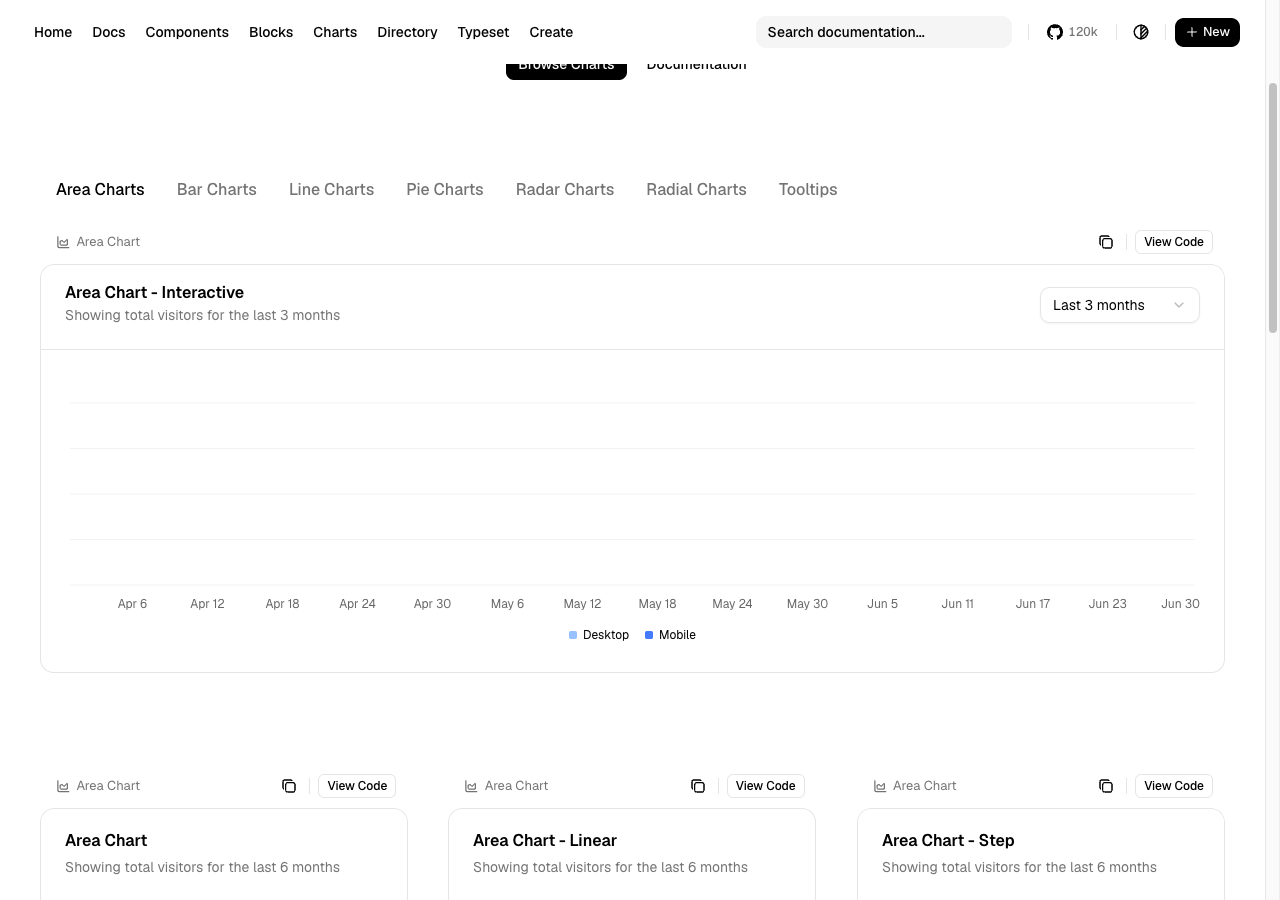 Home Docs Components Blocks Charts Directory Typeset Create Search documentation... 120k New
Browse Charts Documentation
Area Charts Bar Charts Line Charts Pie Charts Radar Charts Radial Charts Tooltips
Area Chart View Code
Area Chart - Interactive
Showing total visitors for the last 3 months
Last 3 months
Apr 6 Apr 12 Apr 18 Apr 24 Apr 30 May 6 May 12 May 18 May 24 May 30 Jun 5 Jun 11 Jun 17 Jun 23 Jun 30
Desktop Mobile
Area Chart View Code Area Chart View Code Area Chart View Code
Area Chart Area Chart - Linear Area Chart - Step
Showing total visitors for the last 6 months Showing total visitors for the last 6 months Showing total visitors for the last 6 months